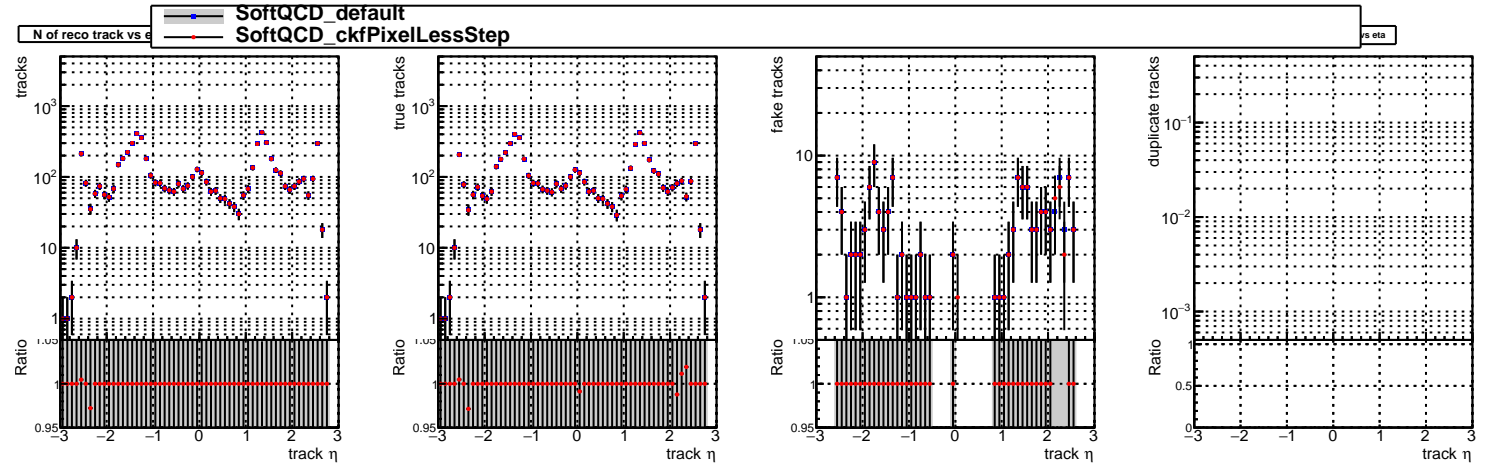 SoftQCD_default
SoftQCD_ckfPixelLessStep
N of reco track vs e
vs eta
tracks
10³
10²
10
1
1.05
Ratio
1
0.95
−3 −2 −1 0 1 2 3
track η
true tracks
10³
10²
10
1
1.05
Ratio
1
0.95
−3 −2 −1 0 1 2 3
track η
fake tracks
10
1
1.05
Ratio
1
0.95
−3 −2 −1 0 1 2 3
track η
duplicate tracks
10⁻¹
10⁻²
10⁻³
Ratio
1
0.5
0
−3 −2 −1 0 1 2 3
track η